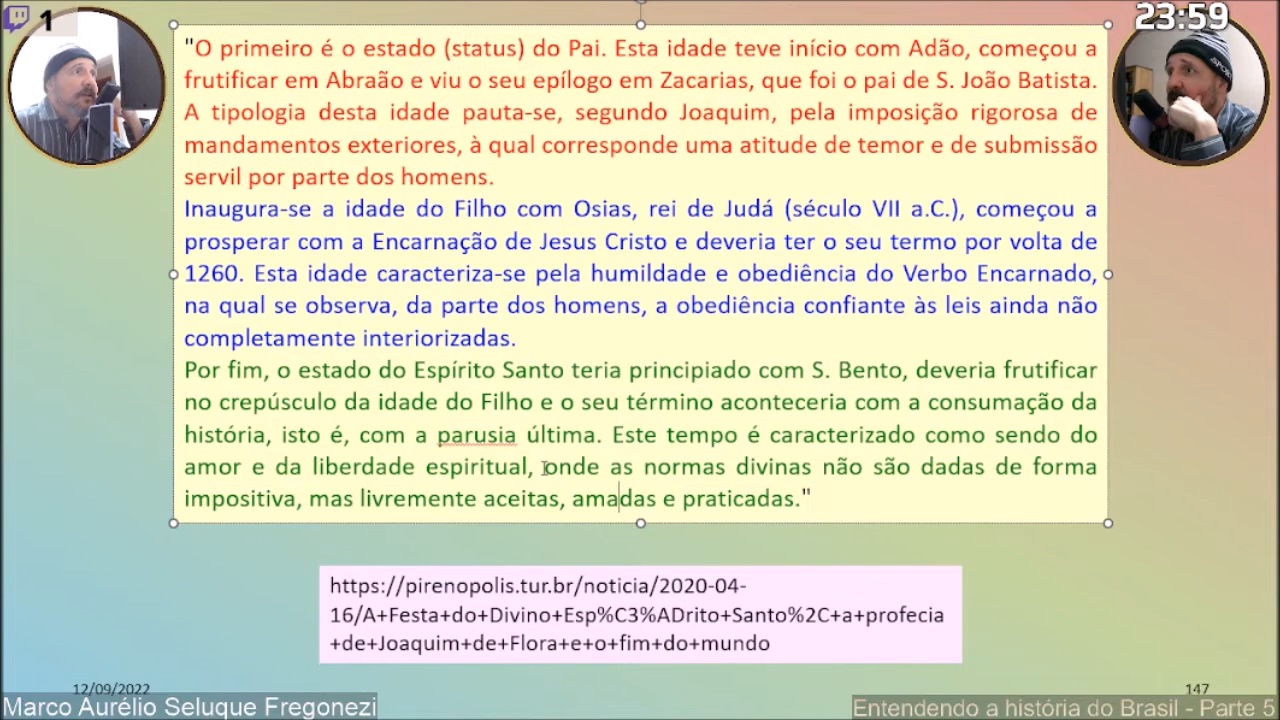 1
23:59
"O primeiro é o estado (status) do Pai. Esta idade teve início com Adão, começou a
frutificar em Abraão e viu o seu epílogo em Zacarias, que foi o pai de S. João Batista.
A tipologia desta idade pauta-se, segundo Joaquim, pela imposição rigorosa de
mandamentos exteriores, à qual corresponde uma atitude de temor e de submissão
servil por parte dos homens.
Inaugura-se a idade do Filho com Osias, rei de Judá (século VII a.C.), começou a
prosperar com a Encarnação de Jesus Cristo e deveria ter o seu termo por volta de
1260. Esta idade caracteriza-se pela humildade e obediência do Verbo Encarnado,
na qual se observa, da parte dos homens, a obediência confiante às leis ainda não
completamente interiorizadas.
Por fim, o estado do Espírito Santo teria principiado com S. Bento, deveria frutificar
no crepúsculo da idade do Filho e o seu término aconteceria com a consumação da
história, isto é, com a parusia última. Este tempo é caracterizado como sendo do
amor e da liberdade espiritual, onde as normas divinas não são dadas de forma
impositiva, mas livremente aceitas, amadas e praticadas."
https://pirenopolis.tur.br/noticia/2020-04-
16/A+Festa+do+Divino+Esp%C3%ADrito+Santo%2C+a+profecia
+de+Joaquim+de+Flora+e+o+fim+do+mundo
12/09/2022
147
Marco Aurélio Seluque Fregonezi
Entendendo a história do Brasil - Parte 5